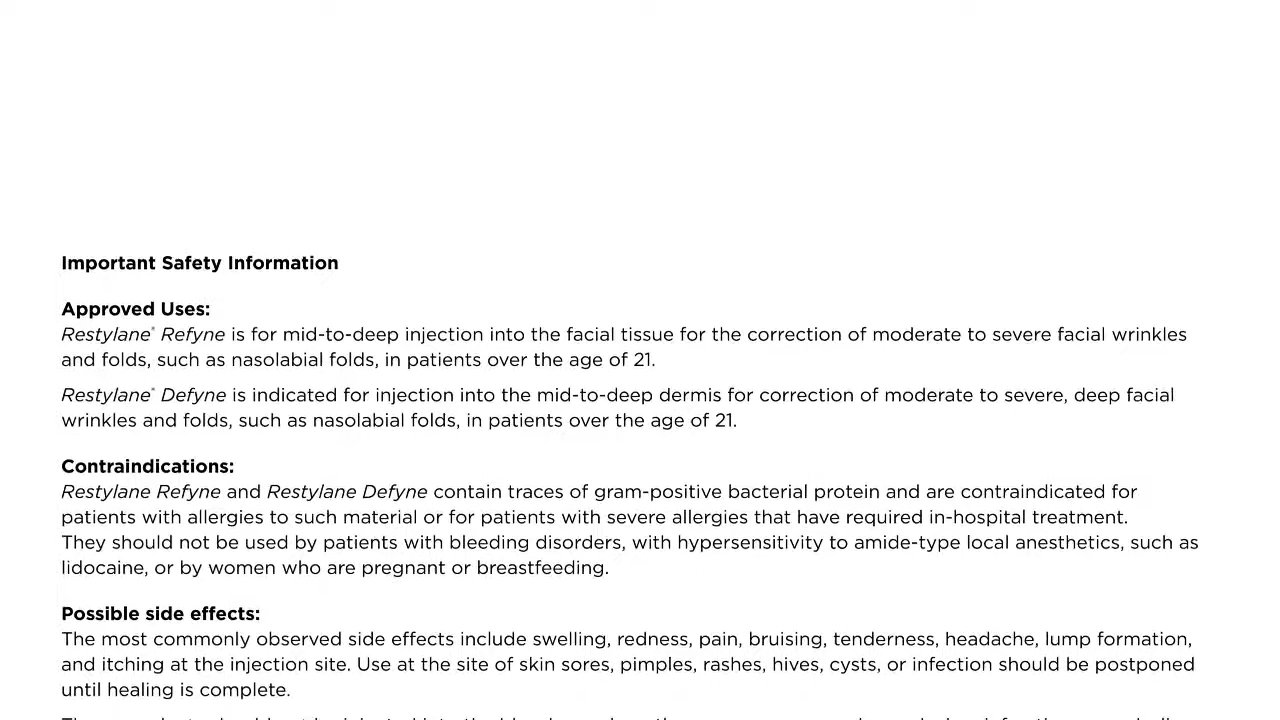 Important Safety Information
Approved Uses:
Restylane® Refyne is for mid-to-deep injection into the facial tissue for the correction of moderate to severe facial wrinkles
and folds, such as nasolabial folds, in patients over the age of 21.
Restylane® Defyne is indicated for injection into the mid-to-deep dermis for correction of moderate to severe, deep facial
wrinkles and folds, such as nasolabial folds, in patients over the age of 21.
Contraindications:
Restylane Refyne and Restylane Defyne contain traces of gram-positive bacterial protein and are contraindicated for
patients with allergies to such material or for patients with severe allergies that have required in-hospital treatment.
They should not be used by patients with bleeding disorders, with hypersensitivity to amide-type local anesthetics, such as
lidocaine, or by women who are pregnant or breastfeeding.
Possible side effects:
The most commonly observed side effects include swelling, redness, pain, bruising, tenderness, headache, lump formation,
and itching at the injection site. Use at the site of skin sores, pimples, rashes, hives, cysts, or infection should be postponed
until healing is complete.